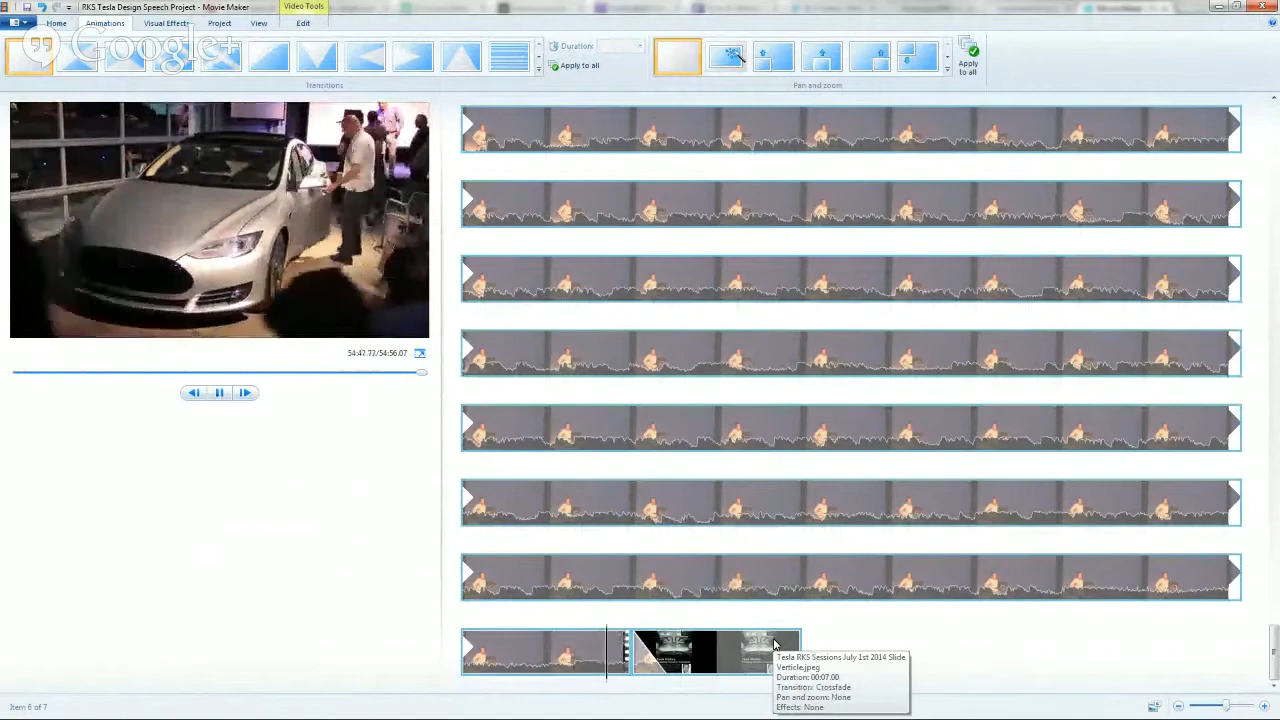 RKS Tesla Design Speech Project - Movie Maker
Video Tools
Home
Animations
Visual Effects
Project
View
Edit
Google+
Duration:
Apply to all
Apply
to all
Transitions
Pan and zoom
54:47.72/54:56.07
Tesla RKS Sessions July 1st 2014 Slide
Verticle.jpeg
Duration: 00:07.00
Transition: Crossfade
Pan and zoom: None
Effects: None
Item 6 of 7